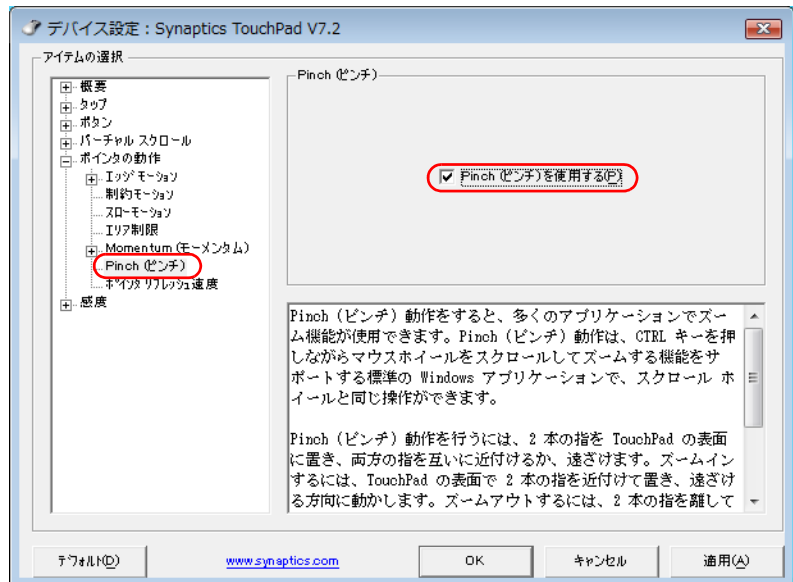 デバイス設定：Synaptics TouchPad V7.2
アイテムの選択
概要
タップ
ボタン
バーチャル スクロール
ポインタの動作
エッジ モーション
制約モーション
スローモーション
エリア制限
Momentum (モーメンタム)
Pinch (ピンチ)
ポインタ リフレッシュ速度
感度
Pinch (ピンチ)
Pinch (ピンチ)を使用する(P)
Pinch（ピンチ）動作をすると、多くのアプリケーションでズー
ム機能が使用できます。Pinch（ピンチ）動作は、CTRL キーを押
しながらマウスホイールをスクロールしてズームする機能をサ
ポートする標準の Windows アプリケーションで、スクロール ホ
イールと同じ操作ができます。
Pinch（ピンチ）動作を行うには、2 本の指を TouchPad の表面
に置き、両方の指を互いに近付けるか、遠ざけます。ズームイン
するには、TouchPad の表面で 2 本の指を近付けて置き、遠ざけ
る方向に動かします。ズームアウトするには、2 本の指を離して
デフォルト(D)
www.synaptics.com
OK
キャンセル
適用(A)